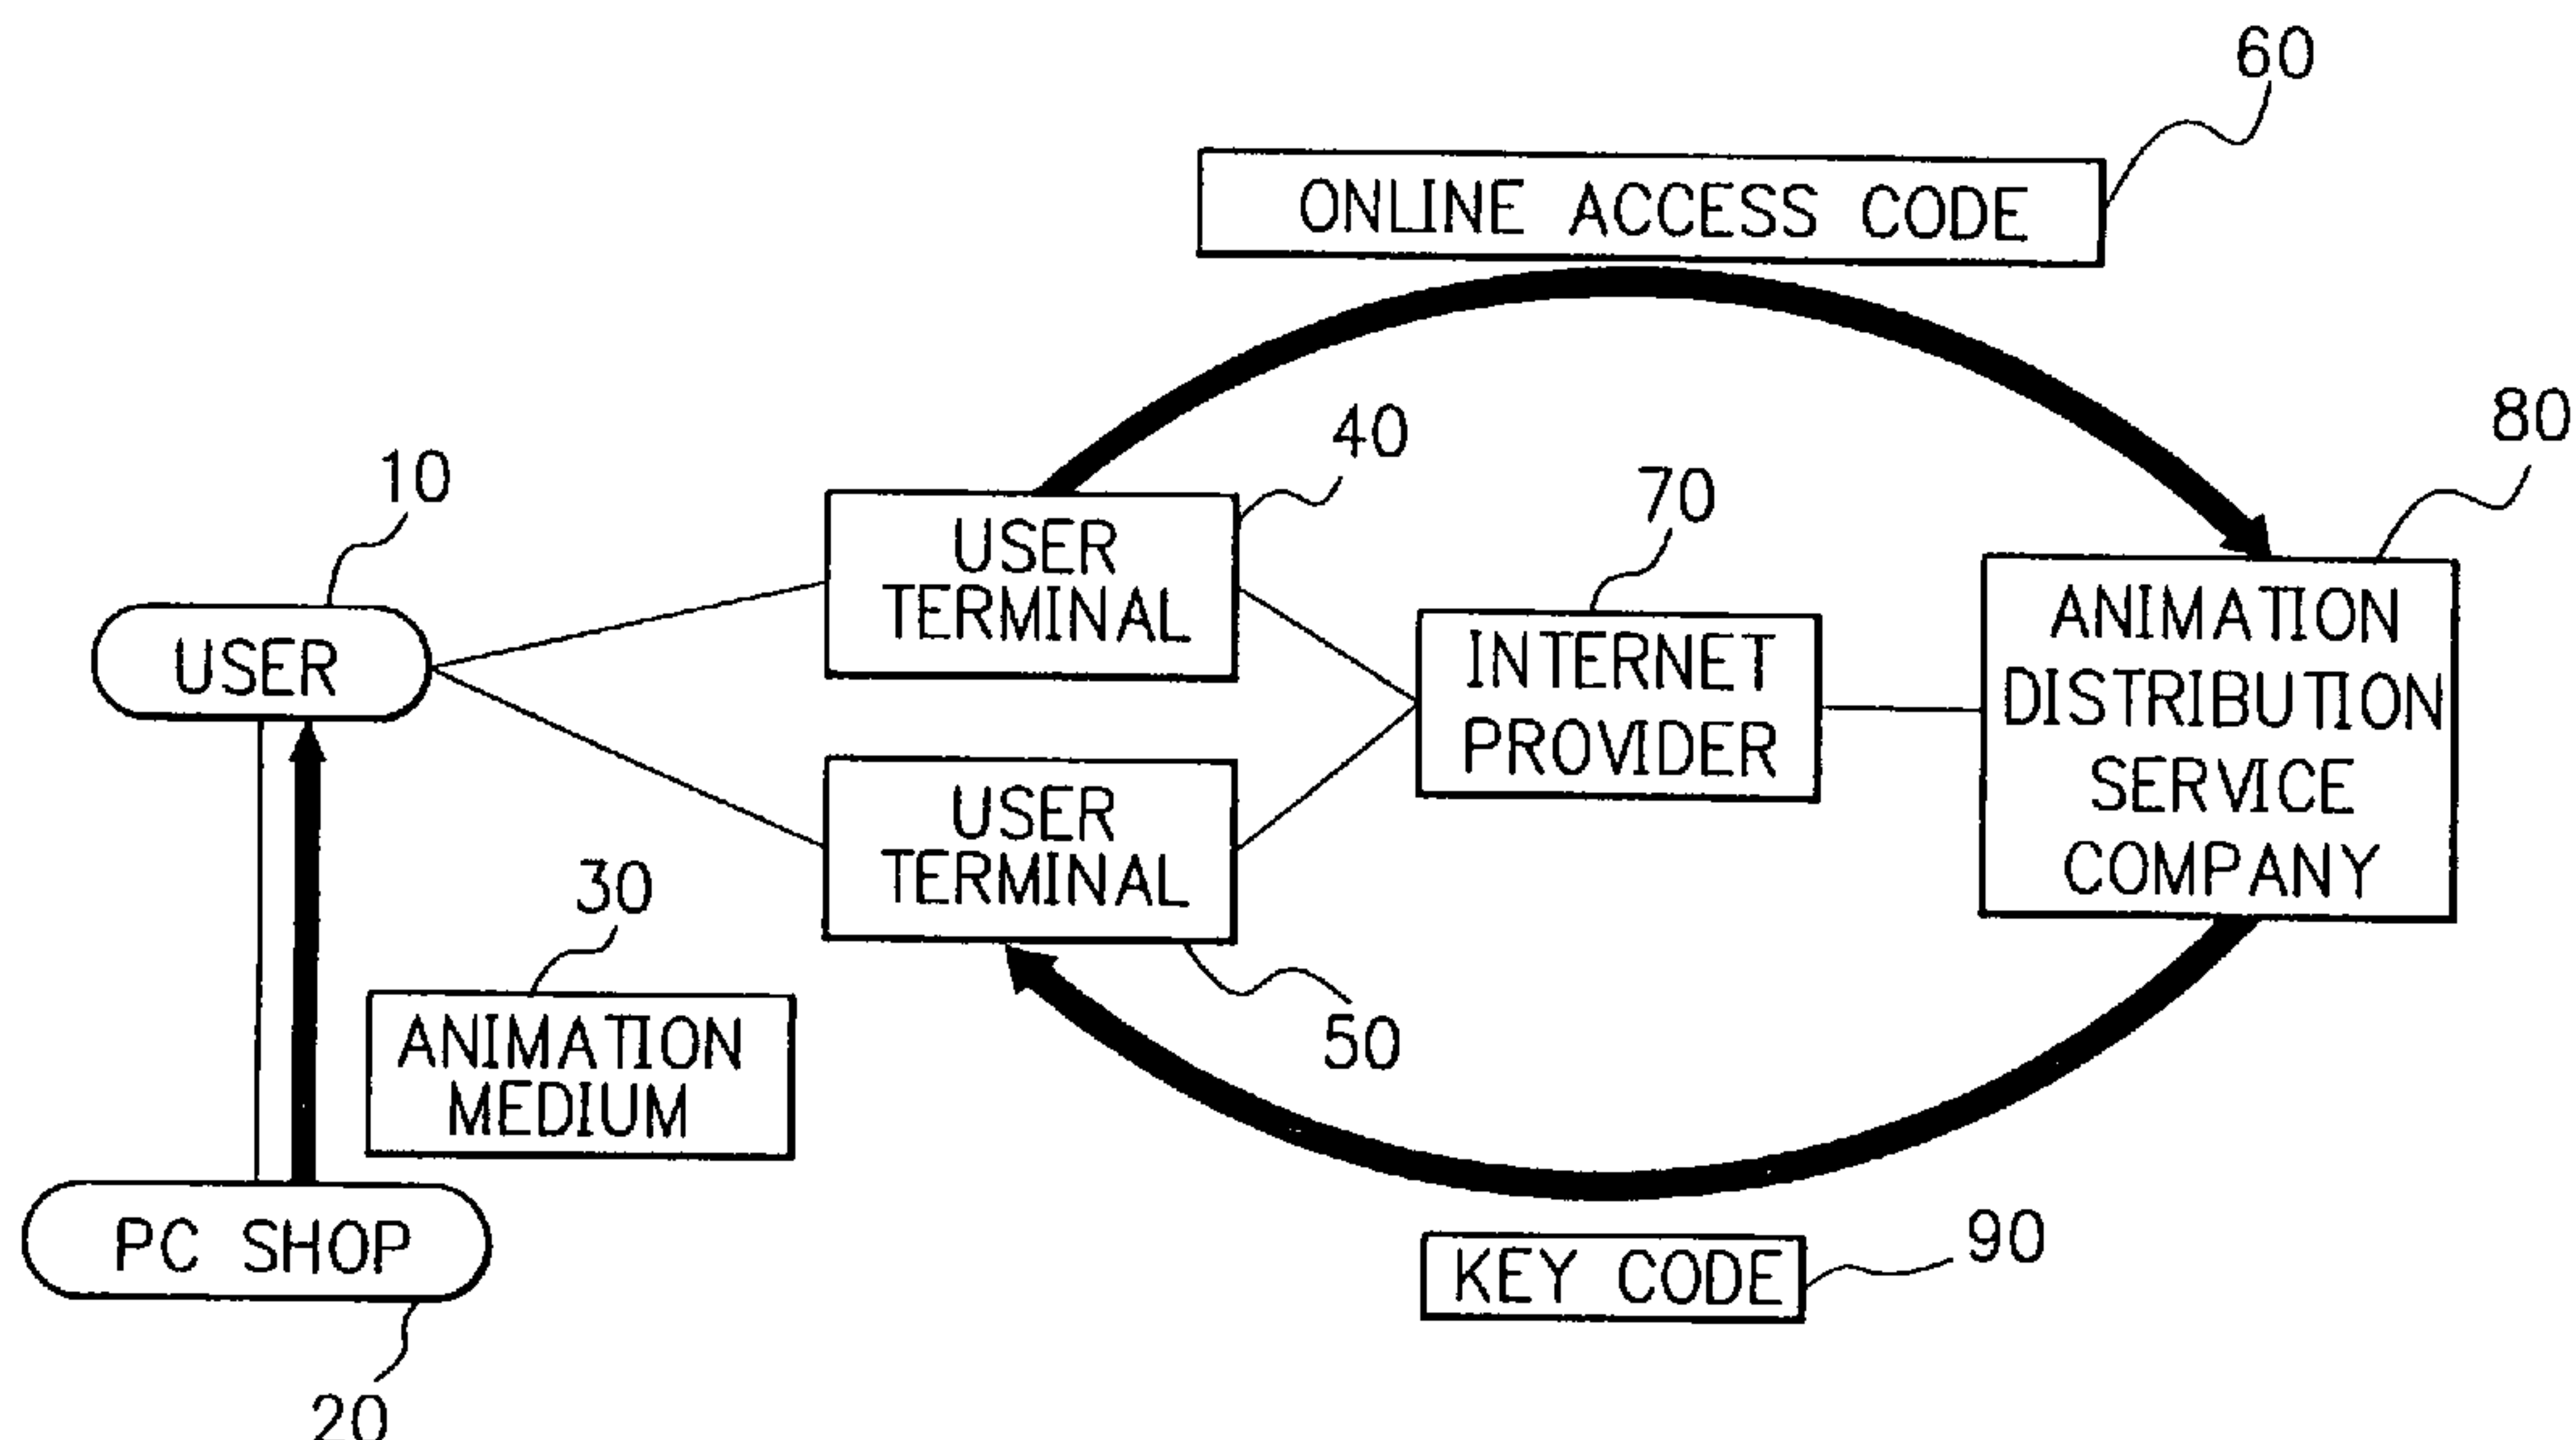 60
ONLINE ACCESS CODE
80
40
10
70
USER
TERMINAL
ANIMATION
DISTRIBUTION
SERVICE
COMPANY
INTERNET
PROVIDER
USER
USER
TERMINAL
30
50
ANIMATION
MEDIUM
PC SHOP
90
KEY CODE
20